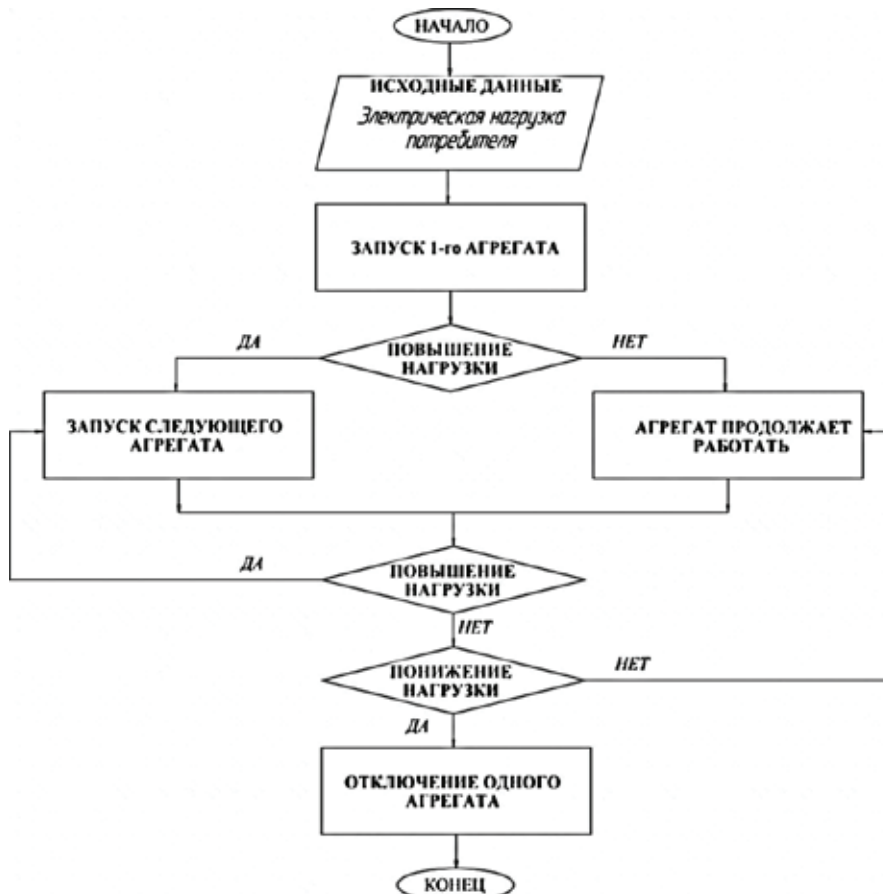 НАЧАЛО
ИСХОДНЫЕ ДАННЫЕ
Электрическая нагрузка
потребителя
ЗАПУСК 1-го АГРЕГАТА
ДА
ПОВЫШЕНИЕ
НАГРУЗКИ
НЕТ
ЗАПУСК СЛЕДУЮЩЕГО
АГРЕГАТА
АГРЕГАТ ПРОДОЛЖАЕТ
РАБОТАТЬ
ДА
ПОВЫШЕНИЕ
НАГРУЗКИ
НЕТ
ПОНИЖЕНИЕ
НАГРУЗКИ
НЕТ
ДА
ОТКЛЮЧЕНИЕ ОДНОГО
АГРЕГАТА
КОНЕЦ